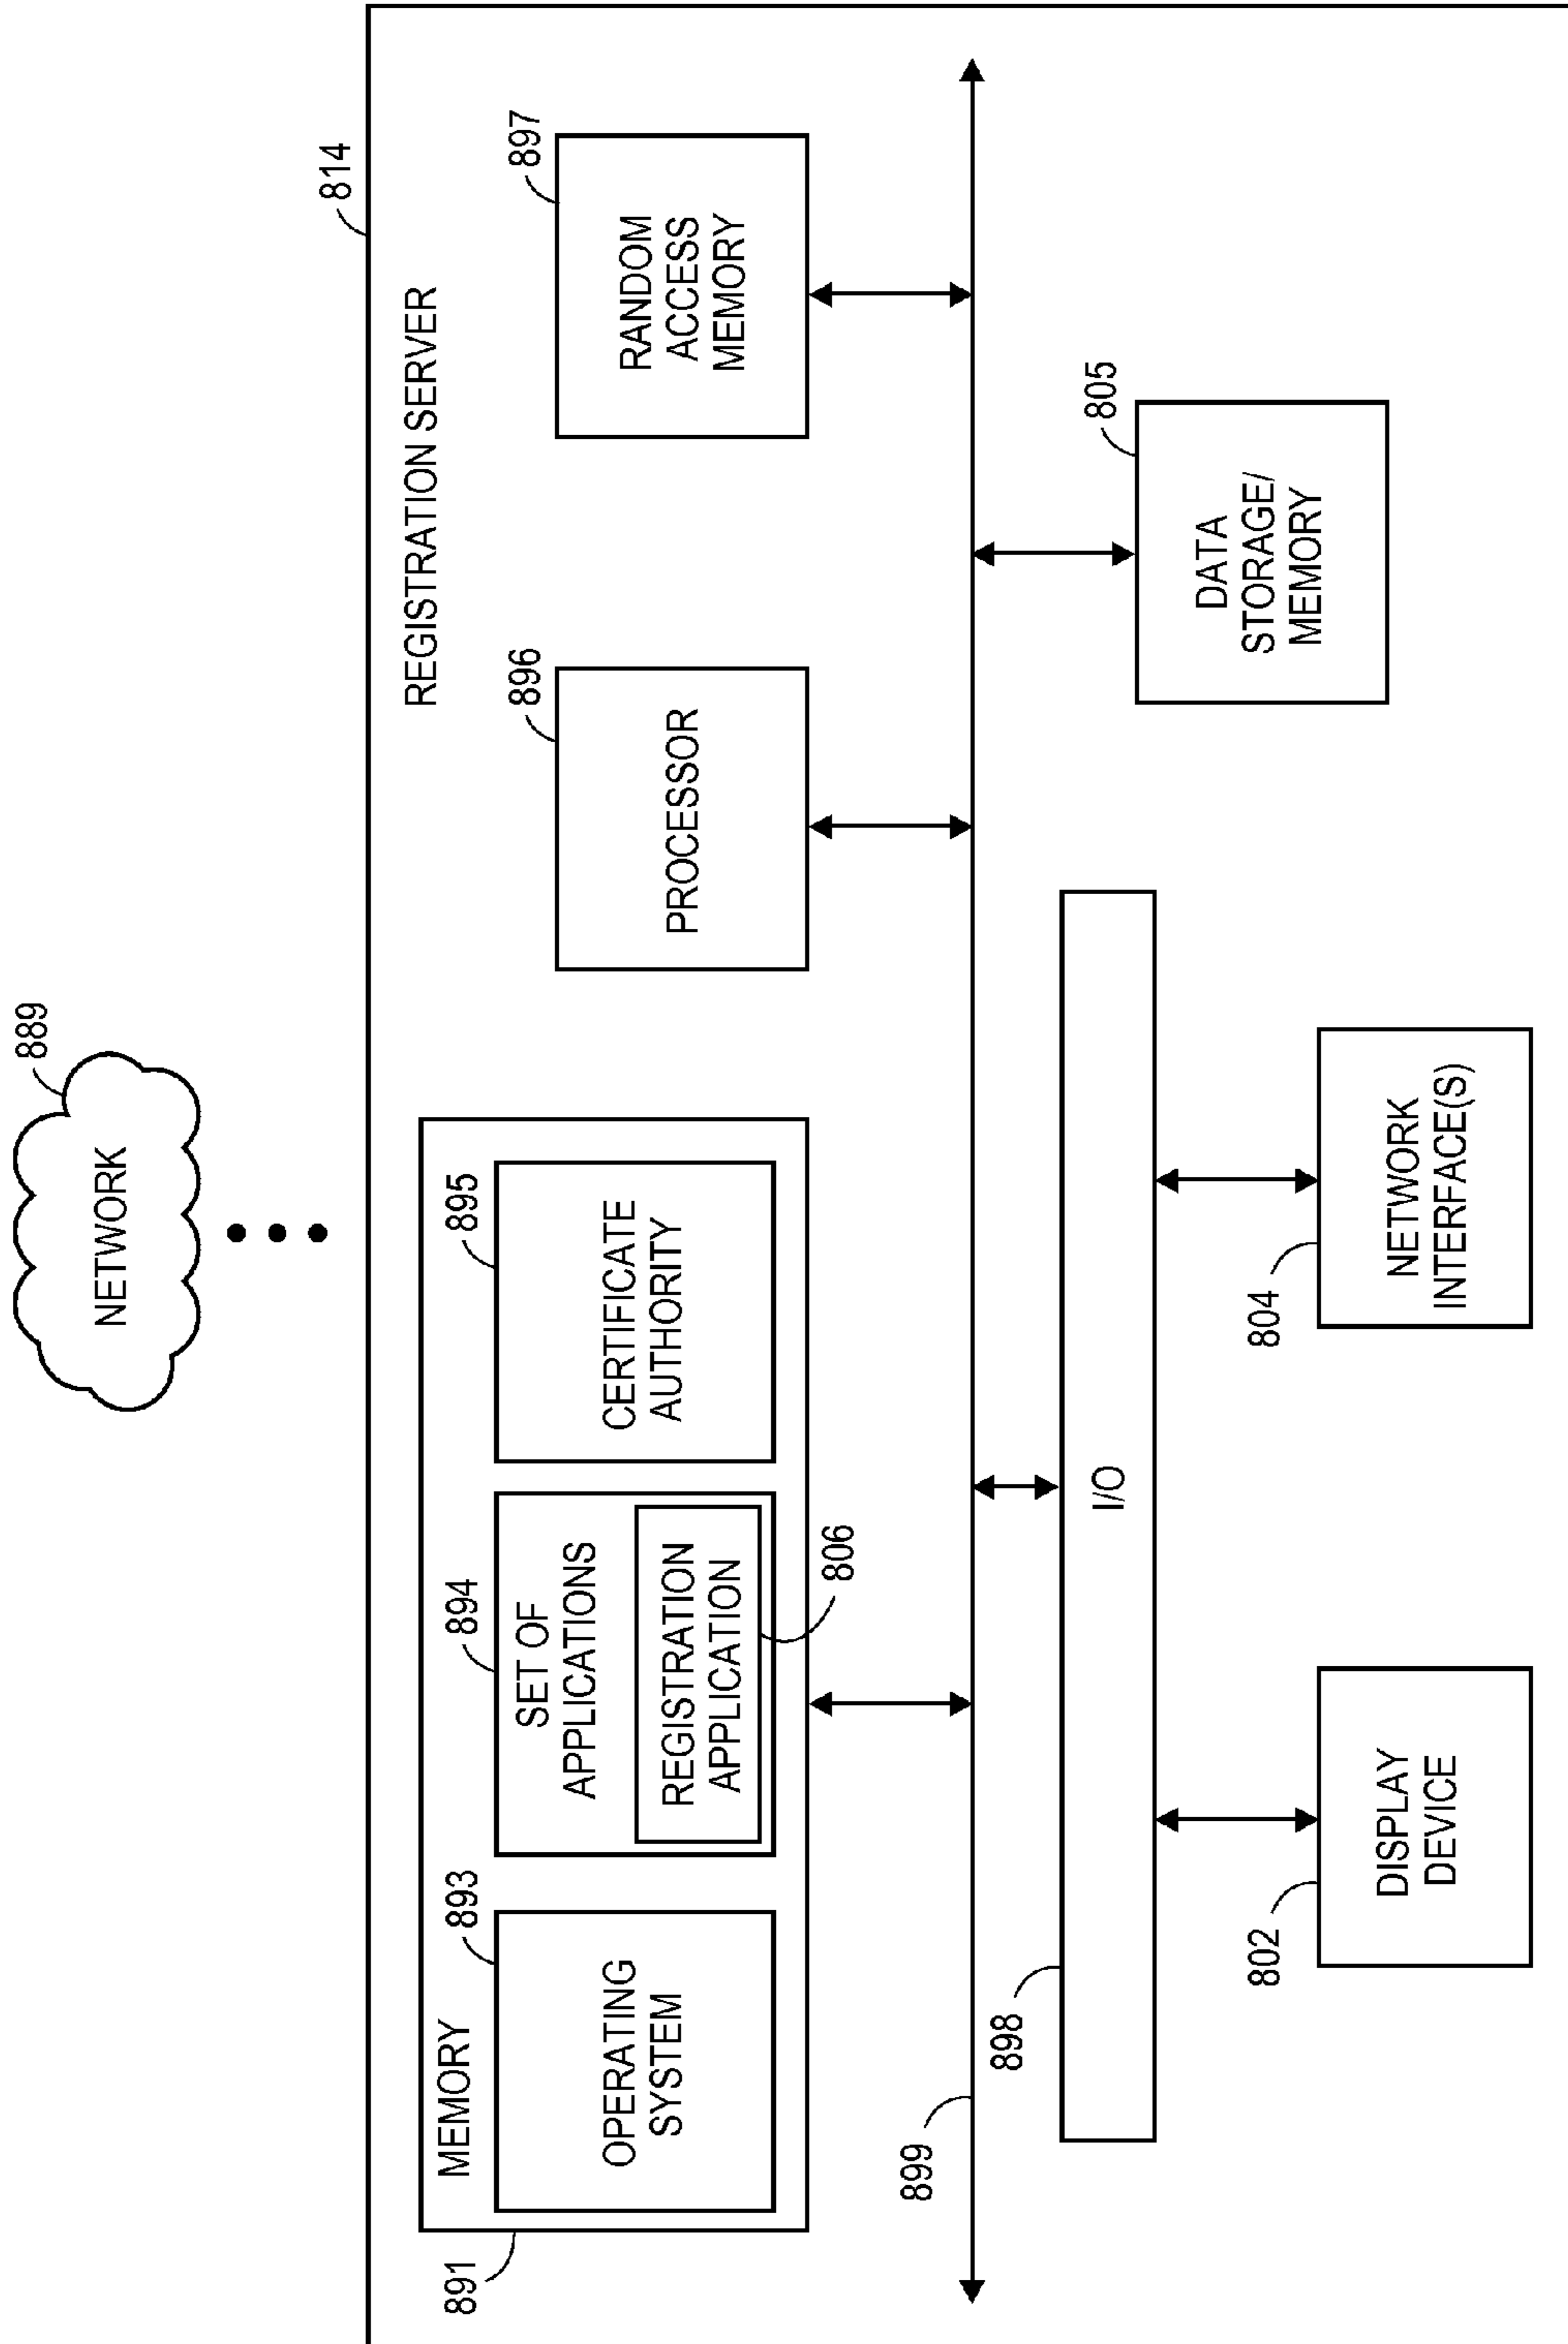 889
NETWORK
814
REGISTRATION SERVER
891
MEMORY
893
OPERATING
SYSTEM
894
SET OF
APPLICATIONS
REGISTRATION
APPLICATION
806
895
CERTIFICATE
AUTHORITY
896
PROCESSOR
897
RANDOM
ACCESS
MEMORY
899
898
I/O
805
DATA
STORAGE/
MEMORY
802
DISPLAY
DEVICE
804
NETWORK
INTERFACE(S)